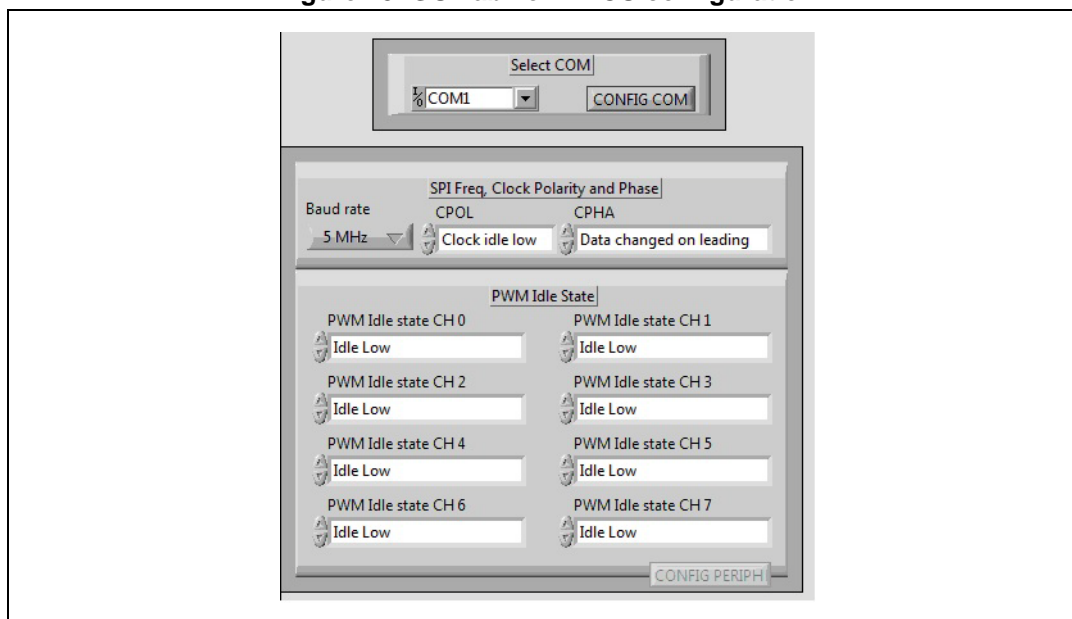 Select COM
I/O COM1 CONFIG COM
SPI Freq, Clock Polarity and Phase
Baud rate CPOL CPHA
5 MHz Clock idle low Data changed on leading
PWM Idle State
PWM Idle state CH 0 PWM Idle state CH 1
Idle Low Idle Low
PWM Idle state CH 2 PWM Idle state CH 3
Idle Low Idle Low
PWM Idle state CH 4 PWM Idle state CH 5
Idle Low Idle Low
PWM Idle state CH 6 PWM Idle state CH 7
Idle Low Idle Low
CONFIG PERIPH